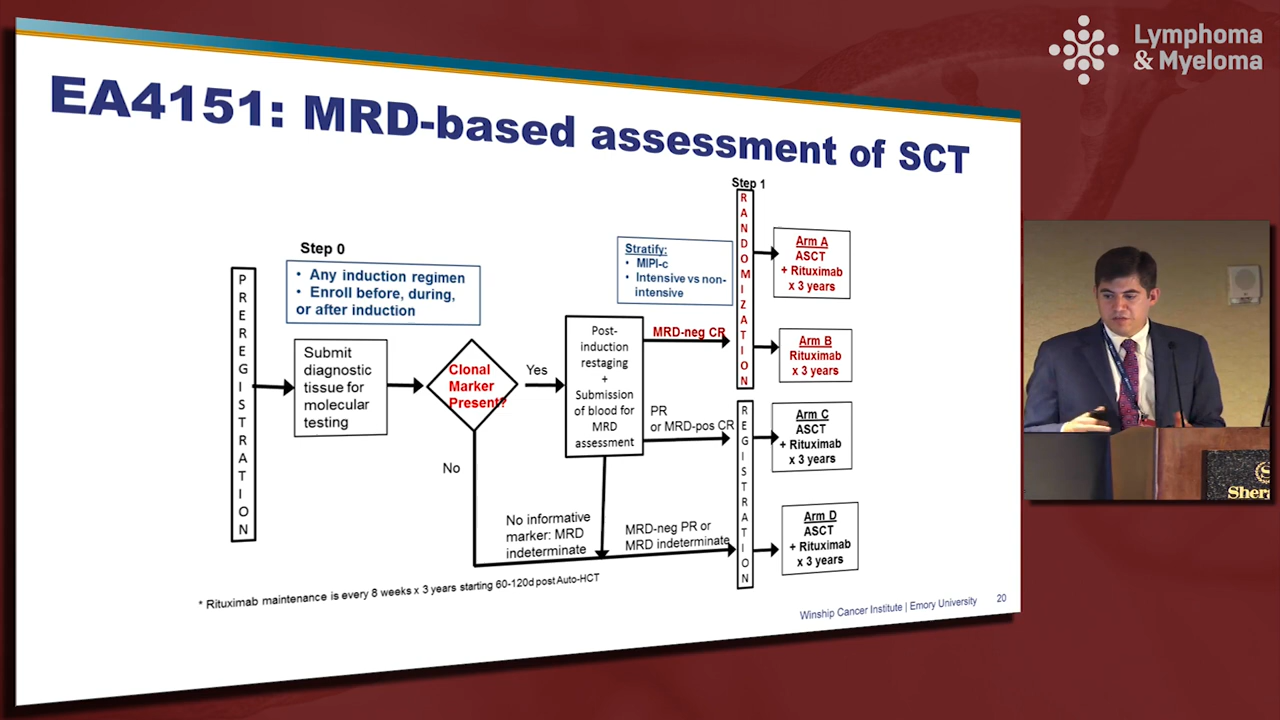 Lymphoma
& Myeloma
EA4151: MRD-based assessment of SCT
Step 0
• Any induction regimen
• Enroll before, during,
or after induction
PREREGISTRATION
Submit
diagnostic
tissue for
molecular
testing
Clonal
Marker
Present?
Yes
No
Post-
induction
restaging
+
Submission
of blood for
MRD
assessment
Stratify:
• MIPI-c
• Intensive vs non-
intensive
MRD-neg CR
PR
or MRD-pos CR
No informative
marker: MRD
indeterminate
MRD-neg PR or
MRD indeterminate
Step 1
RANDOMIZATION
REGISTRATION
Arm A
ASCT
+ Rituximab
x 3 years
Arm B
Rituximab
x 3 years
Arm C
ASCT
+ Rituximab
x 3 years
Arm D
ASCT
+ Rituximab
x 3 years
* Rituximab maintenance is every 8 weeks x 3 years starting 60-120d post Auto-HCT
Winship Cancer Institute | Emory University
20